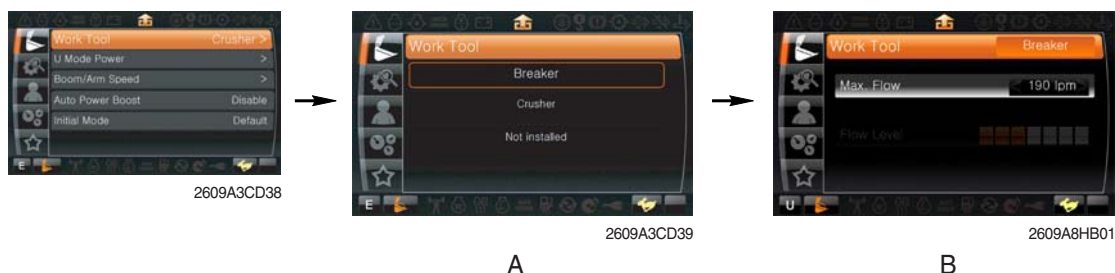 Work Tool Crusher >
U Mode Power >
Boom/Arm Speed >
Auto Power Boost Disable
Initial Mode Default
E
2609A3CD38
Work Tool
Breaker
Crusher
Not installed
E
2609A3CD39
A
Work Tool Breaker
Max. Flow < 190 lpm
Flow Level
U
2609A8HB01
B